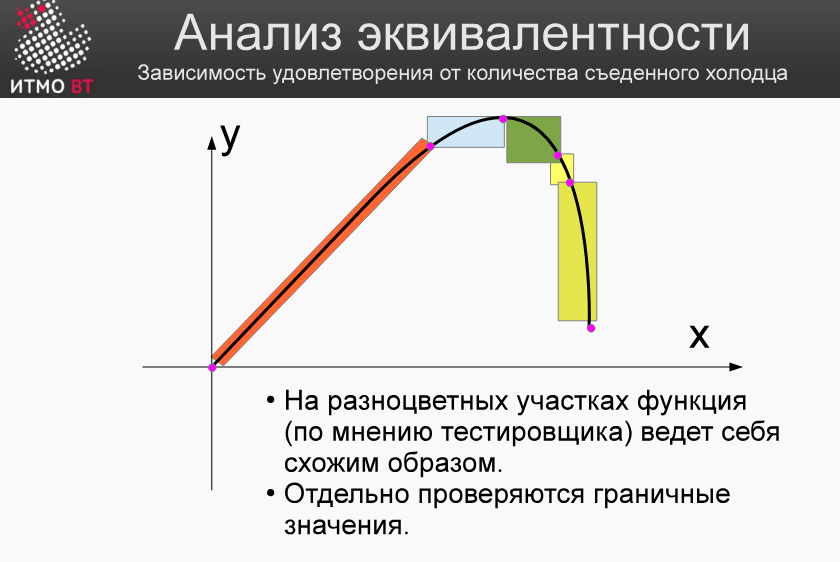 Анализ эквивалентности
Зависимость удовлетворения от количества съеденного холодца
ИТМО ВТ
y
x
• На разноцветных участках функция
(по мнению тестировщика) ведет себя
схожим образом.
• Отдельно проверяются граничные
значения.